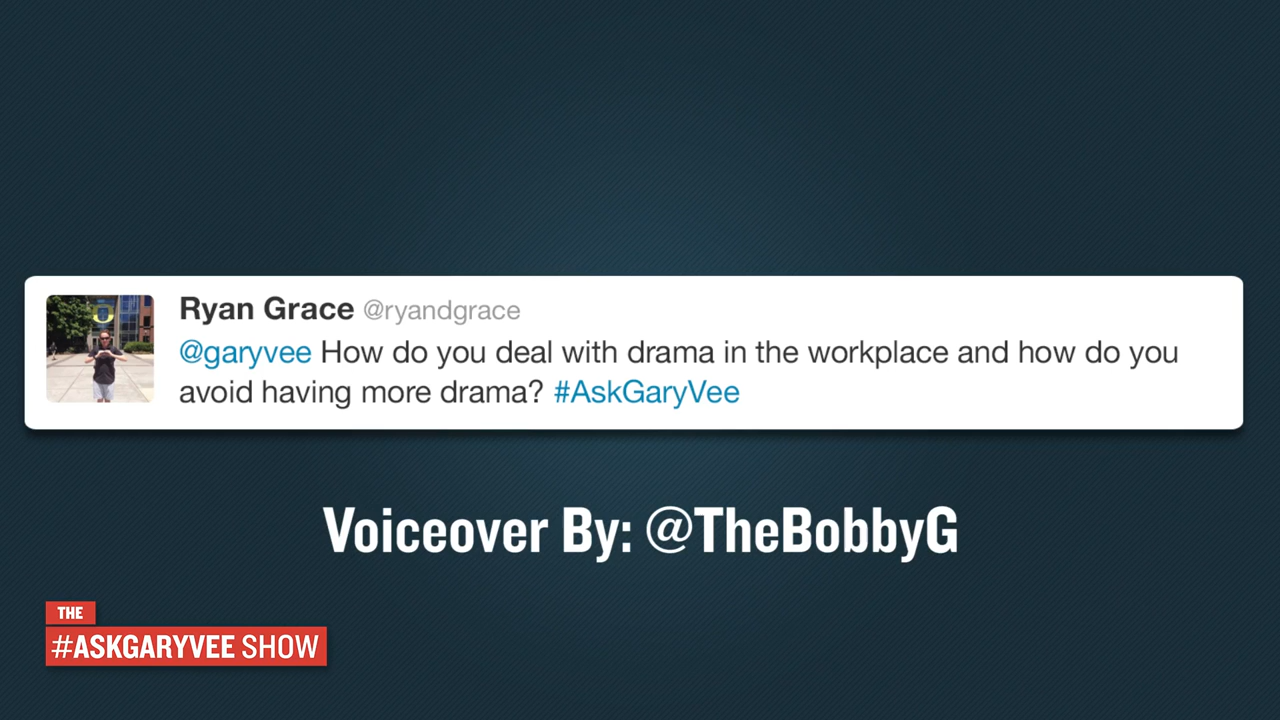 Ryan Grace @ryandgrace
@garyvee How do you deal with drama in the workplace and how do you
avoid having more drama? #AskGaryVee
Voiceover By: @TheBobbyG
THE
#ASKGARYVEE SHOW